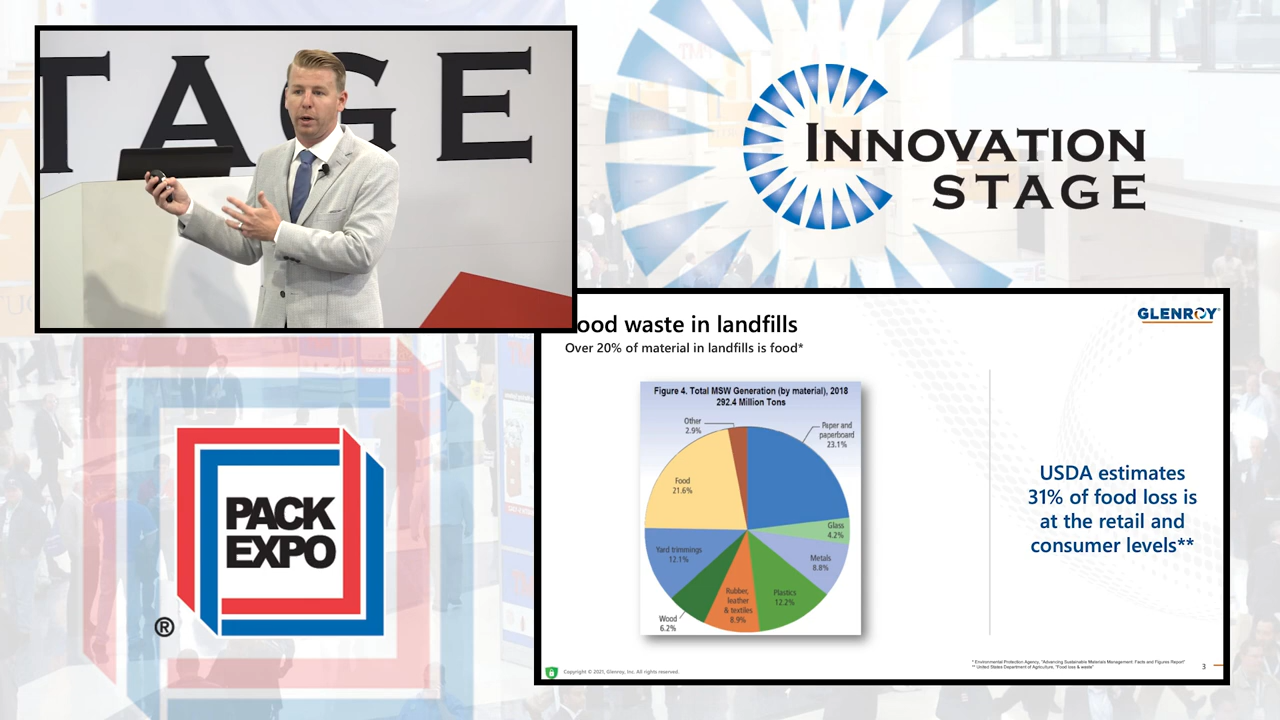 TAGE
INNOVATION
STAGE
PACK
EXPO
®
ood waste in landfills
Over 20% of material in landfills is food*
GLENROY®
Figure 4. Total MSW Generation (by material), 2018
292.4 Million Tons
Other
2.9%
Paper and
paperboard
23.1%
Food
21.6%
Glass
4.2%
Yard trimmings
12.1%
Metals
8.8%
Plastics
12.2%
Rubber,
leather
& textiles
8.9%
Wood
6.2%
USDA estimates
31% of food loss is
at the retail and
consumer levels**
* Environmental Protection Agency, "Advancing Sustainable Materials Management: Facts and Figures Report"
** United States Department of Agriculture, "Food loss & waste"
Copyright © 2021, Glenroy, Inc. All rights reserved.
3